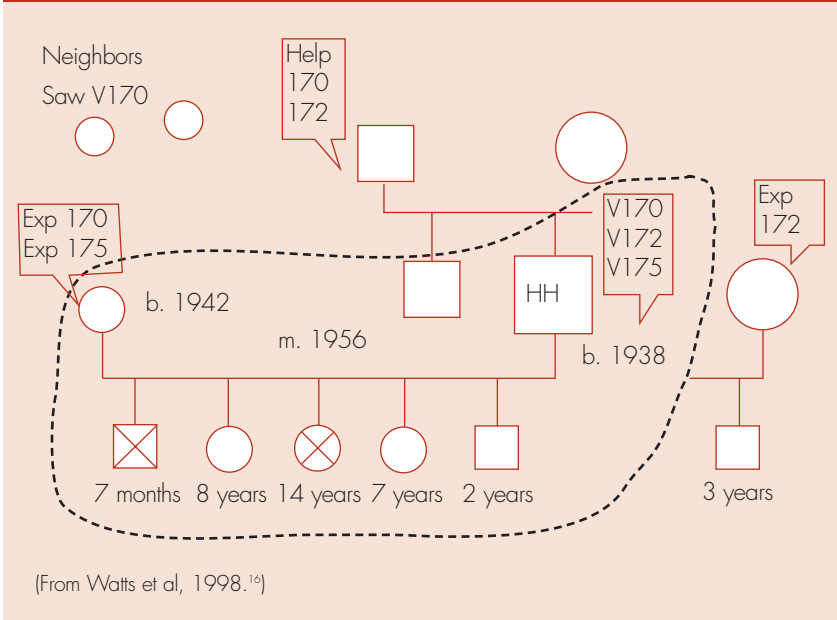 Neighbors
Saw V170
Help
170
172
Exp 170
Exp 175
V170
V172
V175
Exp
172
b. 1942
HH
m. 1956
b. 1938
7 months
8 years
14 years
7 years
2 years
3 years
(From Watts et al, 1998.¹⁶)